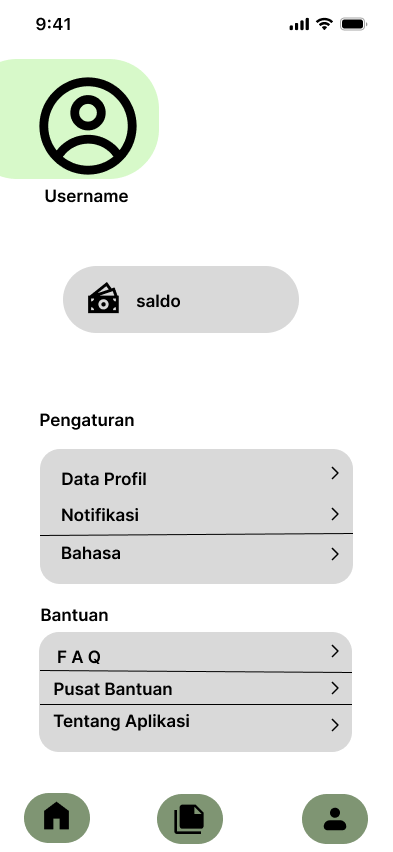 9:41
Username
saldo
Pengaturan
Data Profil
Notifikasi
Bahasa
Bantuan
F A Q
Pusat Bantuan
Tentang Aplikasi